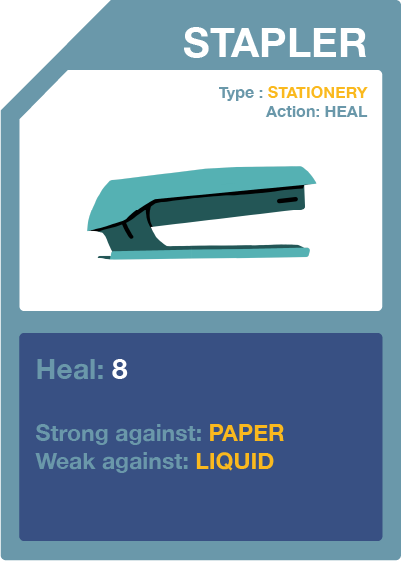 STAPLER
Type : STATIONERY
Action: HEAL
Heal: 8
Strong against: PAPER
Weak against: LIQUID